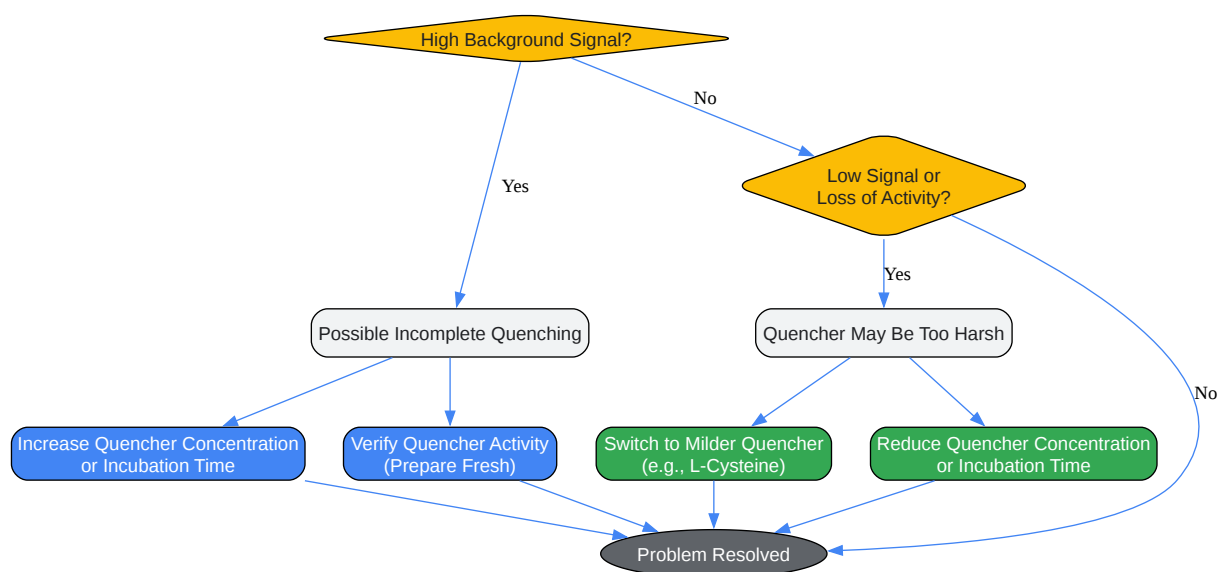 High Background Signal?
No
Yes
Low Signal or
Loss of Activity?
Yes
Possible Incomplete Quenching
Quencher May Be Too Harsh
No
Increase Quencher Concentration
or Incubation Time
Verify Quencher Activity
(Prepare Fresh)
Switch to Milder Quencher
(e.g., L-Cysteine)
Reduce Quencher Concentration
or Incubation Time
Problem Resolved